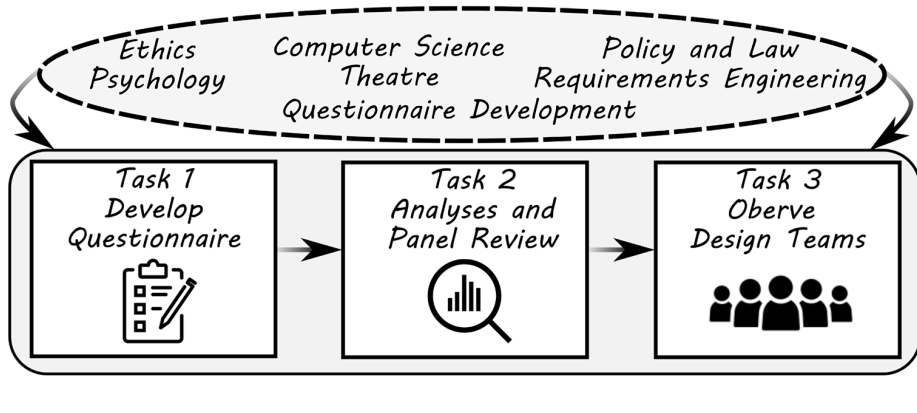 Ethics
Psychology
Computer Science
Theatre
Policy and Law
Requirements Engineering
Questionnaire Development
Task 1
Develop
Questionnaire
Task 2
Analyses and
Panel Review
Task 3
Oberve
Design Teams